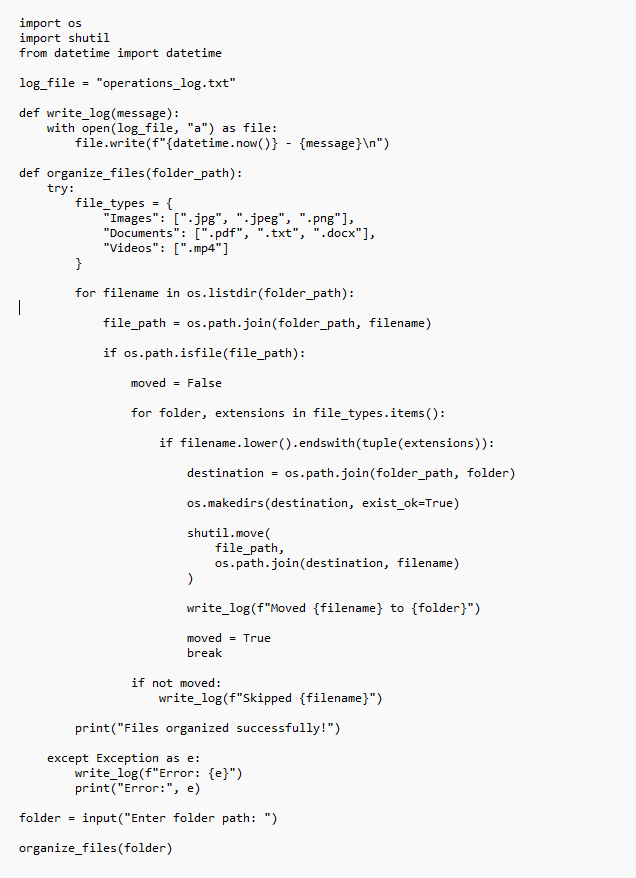 import os
import shutil
from datetime import datetime

log_file = "operations_log.txt"

def write_log(message):
    with open(log_file, "a") as file:
        file.write(f"{datetime.now()} - {message}\n")

def organize_files(folder_path):
    try:
        file_types = {
            "Images": [".jpg", ".jpeg", ".png"],
            "Documents": [".pdf", ".txt", ".docx"],
            "Videos": [".mp4"]
        }

        for filename in os.listdir(folder_path):

            file_path = os.path.join(folder_path, filename)

            if os.path.isfile(file_path):

                moved = False

                for folder, extensions in file_types.items():

                    if filename.lower().endswith(tuple(extensions)):

                        destination = os.path.join(folder_path, folder)

                        os.makedirs(destination, exist_ok=True)

                        shutil.move(
                            file_path,
                            os.path.join(destination, filename)
                        )

                        write_log(f"Moved {filename} to {folder}")

                        moved = True
                        break

                if not moved:
                    write_log(f"Skipped {filename}")

        print("Files organized successfully!")

    except Exception as e:
        write_log(f"Error: {e}")
        print("Error:", e)

folder = input("Enter folder path: ")

organize_files(folder)